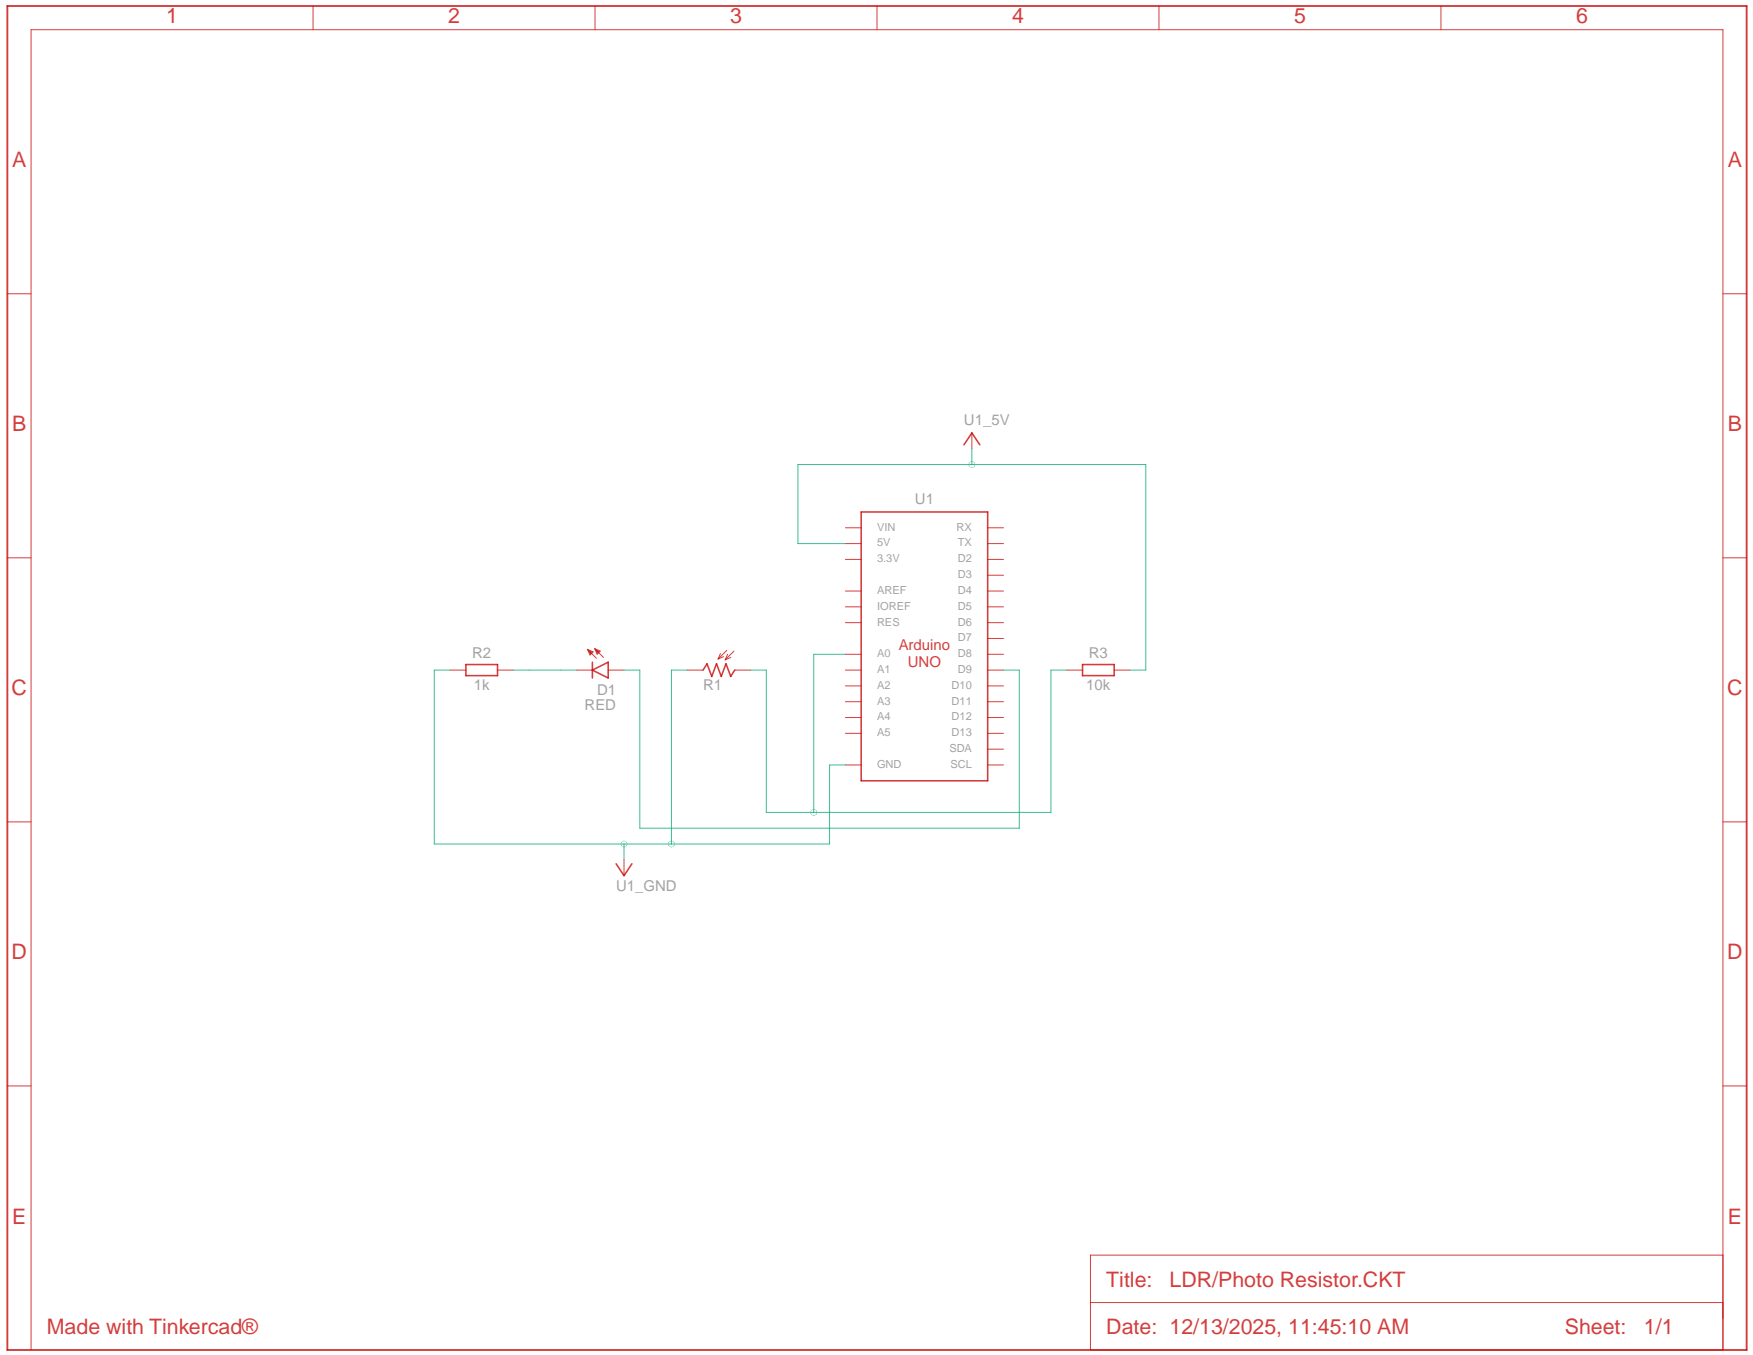 1 2 3 4 5 6
A A
B B
U1_5V
U1
VIN RX
5V TX
3.3V D2
D3
AREF D4
IOREF D5
RES D6
D7
Arduino
UNO
A0 D8
A1 D9
A2 D10
A3 D11
A4 D12
A5 D13
SDA
GND SCL
R2
1k
D1
RED
R1
R3
10k
C C
U1_GND
D D
E E
Title: LDR/Photo Resistor.CKT
Date: 12/13/2025, 11:45:10 AM Sheet: 1/1
Made with Tinkercad®